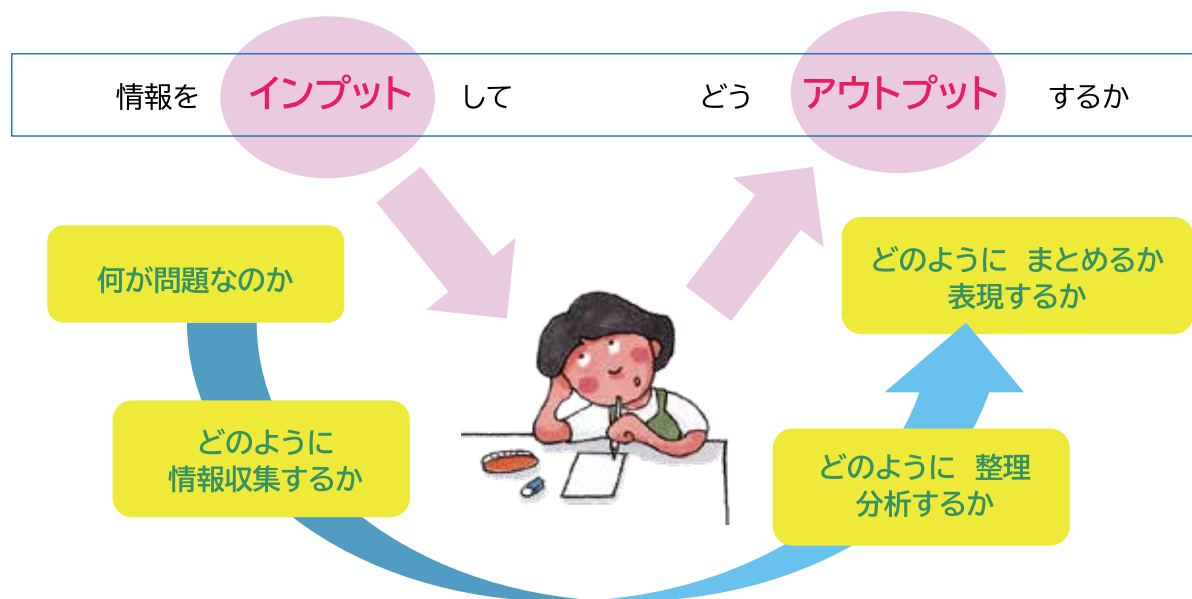 情報を インプット して どう アウトプット するか
何が問題なのか
どのように
情報収集するか
どのように 整理
分析するか
どのように まとめるか
表現するか